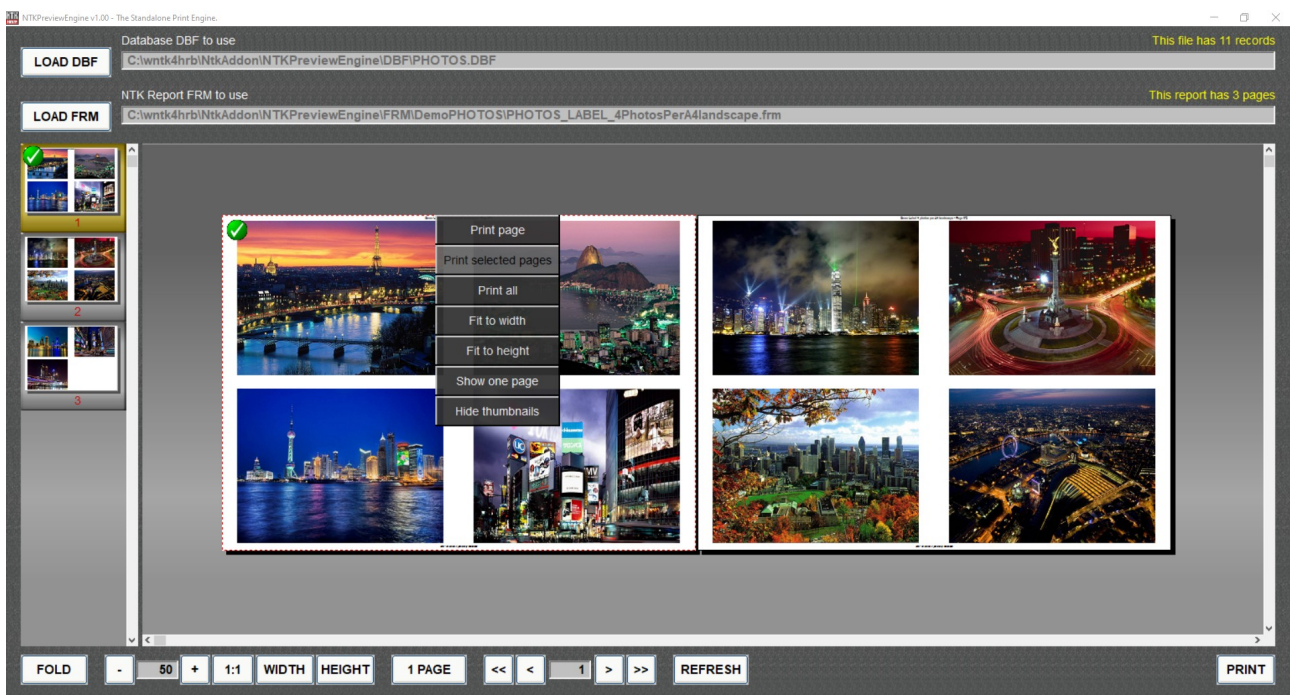 NTKPreviewEngine v1.00 - The Standalone Print Engine.
Database DBF to use
This file has 11 records
LOAD DBF
C:\wntk4hrb\NtkAddon\NTKPreviewEngine\DBF\PHOTOS.DBF
NTK Report FRM to use
This report has 3 pages
LOAD FRM
C:\wntk4hrb\NtkAddon\NTKPreviewEngine\FRM\DemoPHOTOS\PHOTOS_LABEL_4PhotosPerA4landscape.frm
1
2
3
Print page
Print selected pages
Print all
Fit to width
Fit to height
Show one page
Hide thumbnails
FOLD - 50 + 1:1 WIDTH HEIGHT 1 PAGE << < 1 > >> REFRESH PRINT